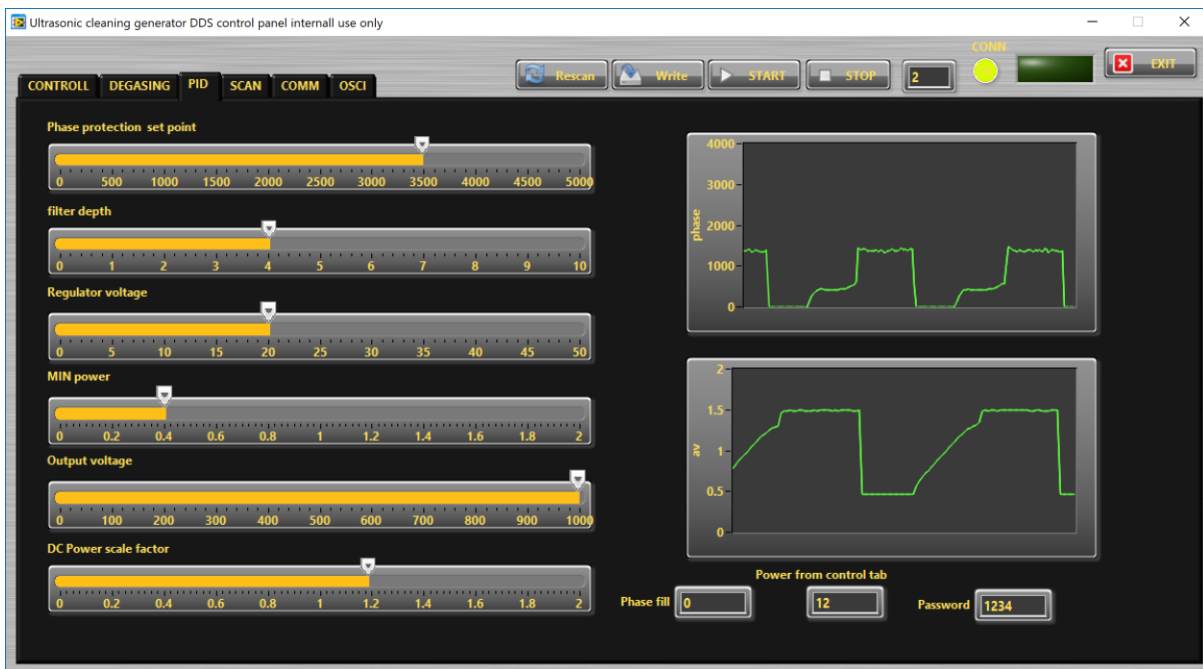 Ultrasonic cleaning generator DDS control panel internall use only
CONN
Rescan Write START STOP 2 EXIT
CONTROLL DEGASING PID SCAN COMM OSCI
Phase protection set point
0 500 1000 1500 2000 2500 3000 3500 4000 4500 5000
filter depth
0 1 2 3 4 5 6 7 8 9 10
Regulator voltage
0 5 10 15 20 25 30 35 40 45 50
MIN power
0 0.2 0.4 0.6 0.8 1 1.2 1.4 1.6 1.8 2
Output voltage
0 100 200 300 400 500 600 700 800 900 1000
DC Power scale factor
0 0.2 0.4 0.6 0.8 1 1.2 1.4 1.6 1.8 2
4000
3000
2000
1000
0
phase
2
1.5
1
0.5
0
av
Power from control tab
Phase fill 0 12 Password 1234